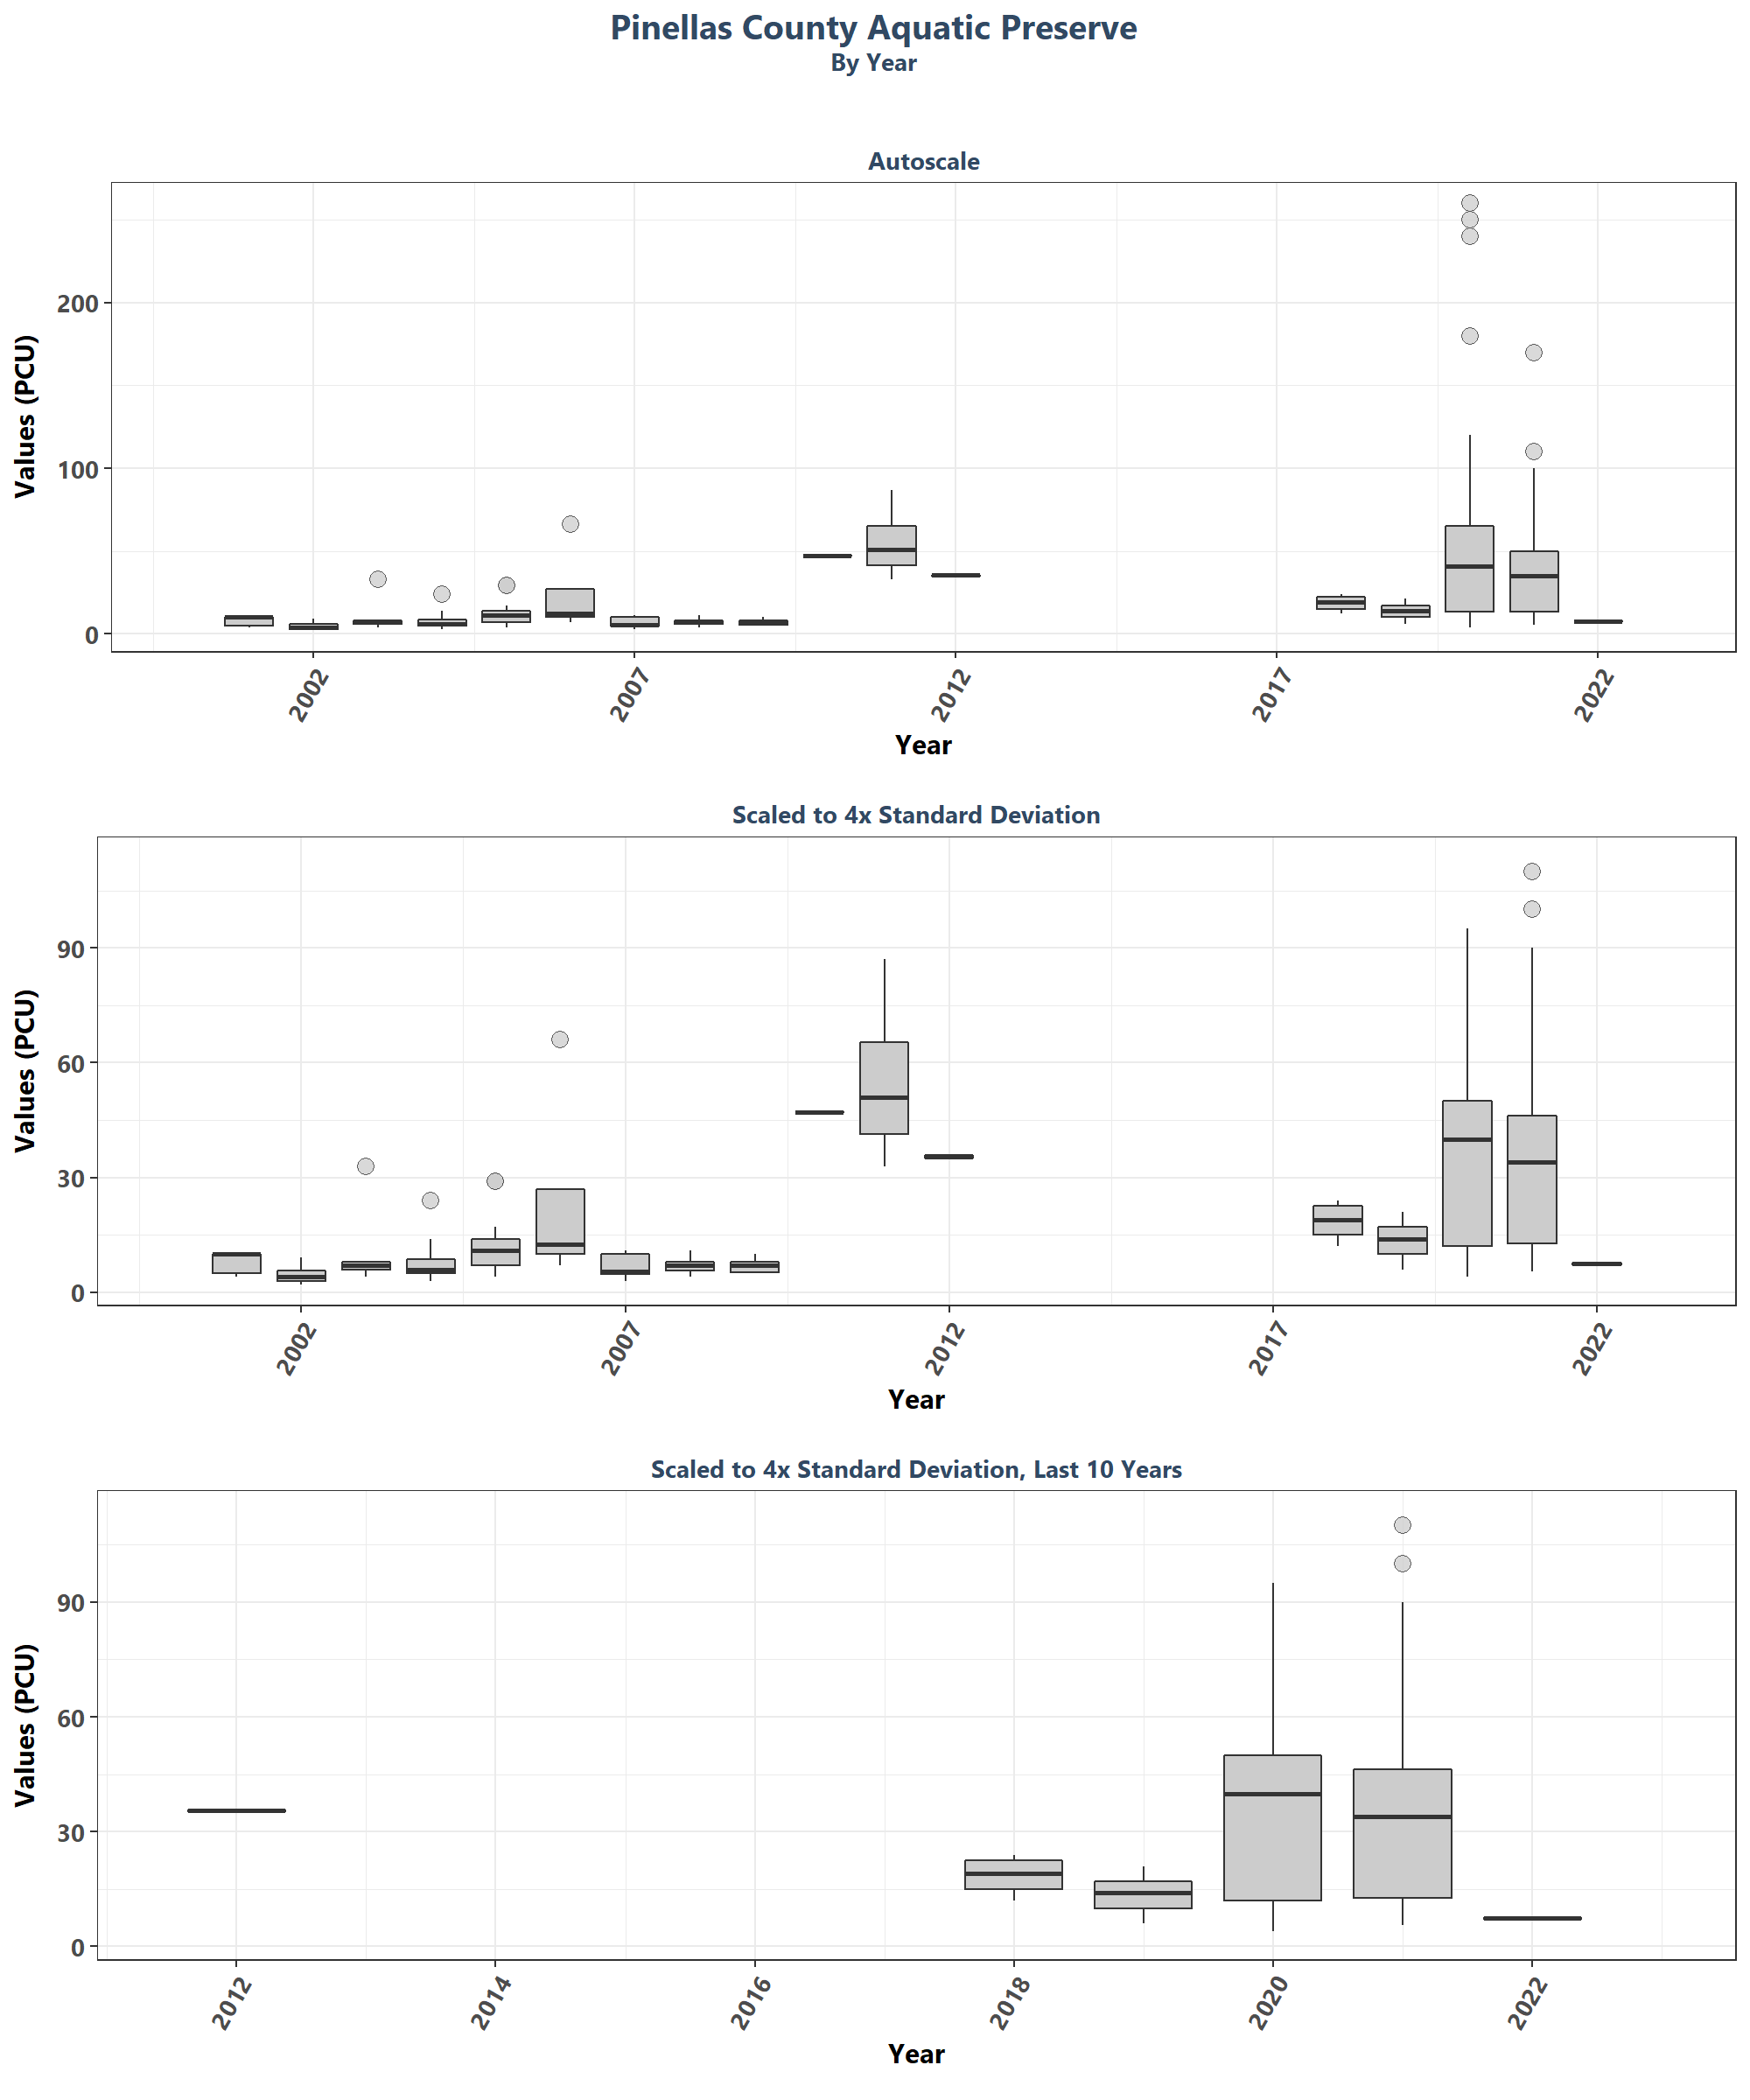 Pinellas County Aquatic Preserve
By Year
Autoscale
Values (PCU)
200
100
0
2002
2007
2012
2017
2022
Year
Scaled to 4x Standard Deviation
Values (PCU)
90
60
30
0
2002
2007
2012
2017
2022
Year
Scaled to 4x Standard Deviation, Last 10 Years
Values (PCU)
90
60
30
0
2012
2014
2016
2018
2020
2022
Year